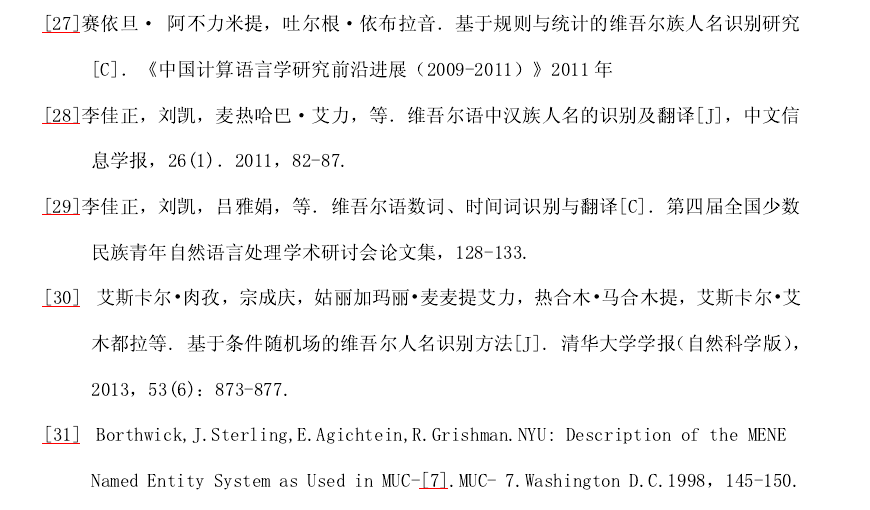 [27]赛依旦· 阿不力米提，吐尔根·依布拉音．基于规则与统计的维吾尔族人名识别研究
[C]．《中国计算语言学研究前沿进展（2009-2011）》2011 年
[28]李佳正，刘凯，麦热哈巴·艾力，等．维吾尔语中汉族人名的识别及翻译[J]，中文信
息学报，26(1)．2011，82-87.
[29]李佳正，刘凯，吕雅娟，等．维吾尔语数词、时间词识别与翻译[C]．第四届全国少数
民族青年自然语言处理学术研讨会论文集，128-133.
[30] 艾斯卡尔•肉孜，宗成庆，姑丽加玛丽•麦麦提艾力，热合木•马合木提，艾斯卡尔•艾
木都拉等．基于条件随机场的维吾尔人名识别方法[J]．清华大学学报（自然科学版），
2013，53(6)：873-877.
[31] Borthwick,J.Sterling,E.Agichtein,R.Grishman.NYU: Description of the MENE
Named Entity System as Used in MUC-[7].MUC- 7.Washington D.C.1998，145-150.